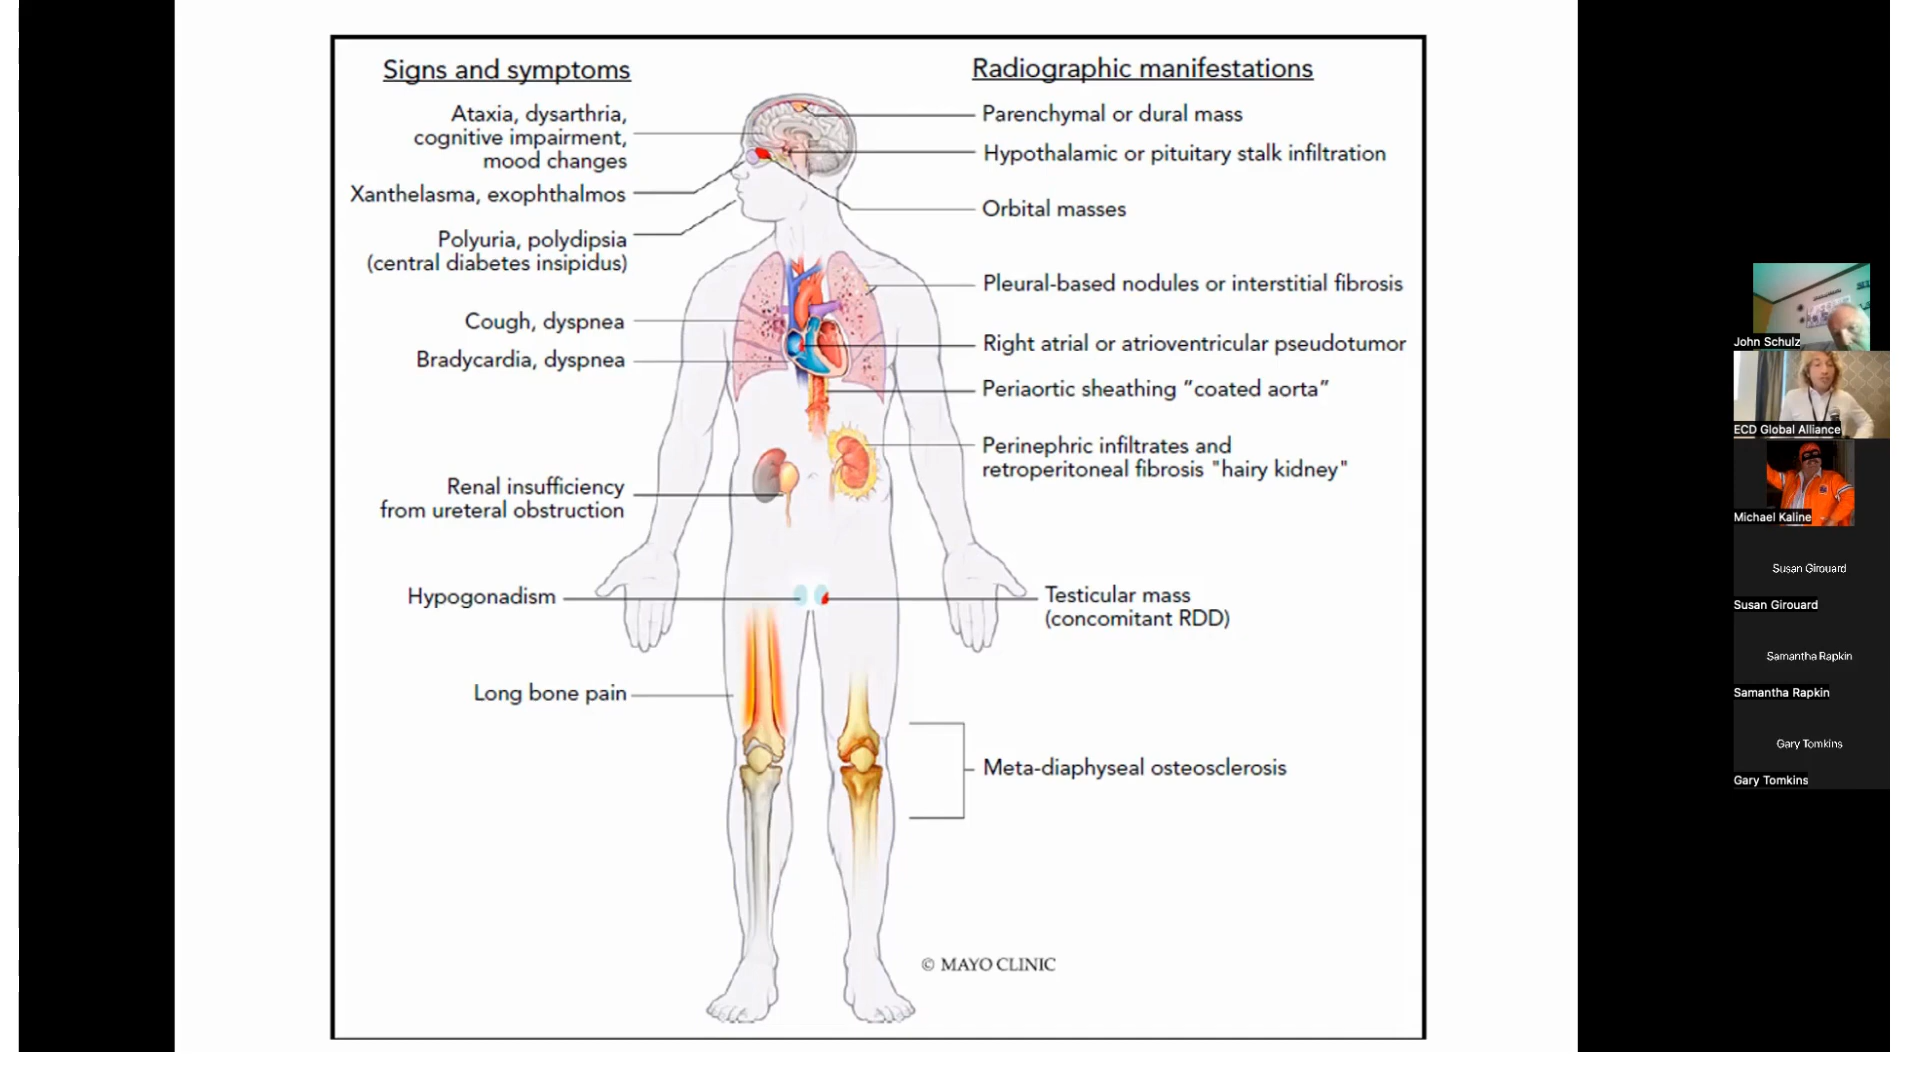 Signs and symptoms
Ataxia, dysarthria,
cognitive impairment,
mood changes
Xanthelasma, exophthalmos
Polyuria, polydipsia
(central diabetes insipidus)
Cough, dyspnea
Bradycardia, dyspnea
Renal insufficiency
from ureteral obstruction
Hypogonadism
Long bone pain
Radiographic manifestations
Parenchymal or dural mass
Hypothalamic or pituitary stalk infiltration
Orbital masses
Pleural-based nodules or interstitial fibrosis
Right atrial or atrioventricular pseudotumor
Periaortic sheathing “coated aorta”
Perinephric infiltrates and
retroperitoneal fibrosis "hairy kidney"
Testicular mass
(concomitant RDD)
Meta-diaphyseal osteosclerosis
© MAYO CLINIC
John Schulz
ECD Global Alliance
Michael Kaline
Susan Girouard
Susan Girouard
Samantha Rapkin
Samantha Rapkin
Gary Tomkins
Gary Tomkins